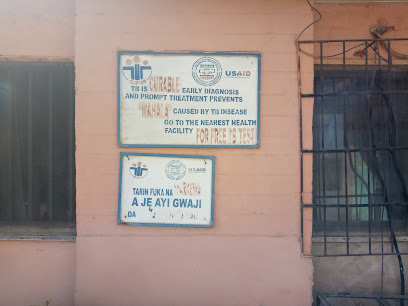 USAID
TB IS CURABLE EARLY DIAGNOSIS
AND PROMPT TREATMENT PREVENTS
"WAHALA" CAUSED BY TB DISEASE
GO TO THE NEAREST HEALTH
FACILITY FOR FREE TB TEST
USAID
TARIN FUKA NA
A JE AYI GWAJI
DA